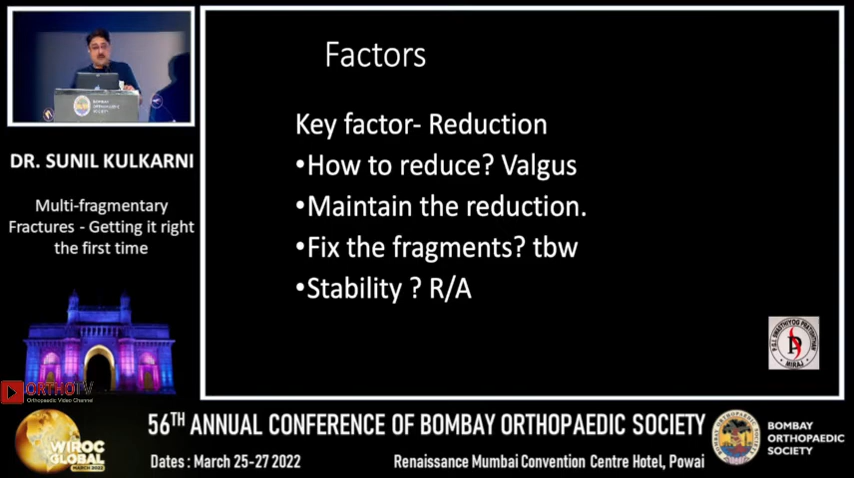 Factors
Key factor- Reduction
•How to reduce? Valgus
•Maintain the reduction.
•Fix the fragments? tbw
•Stability ? R/A
DR. SUNIL KULKARNI
Multi-fragmentary
Fractures - Getting it right
the first time
ORTHOTV
Orthopaedic Video Channel
MIRAJ
WIROC
GLOBAL
MARCH 2022
56TH ANNUAL CONFERENCE OF BOMBAY ORTHOPAEDIC SOCIETY
Dates : March 25-27 2022
Renaissance Mumbai Convention Centre Hotel, Powai
BOMBAY
ORTHOPAEDIC
SOCIETY